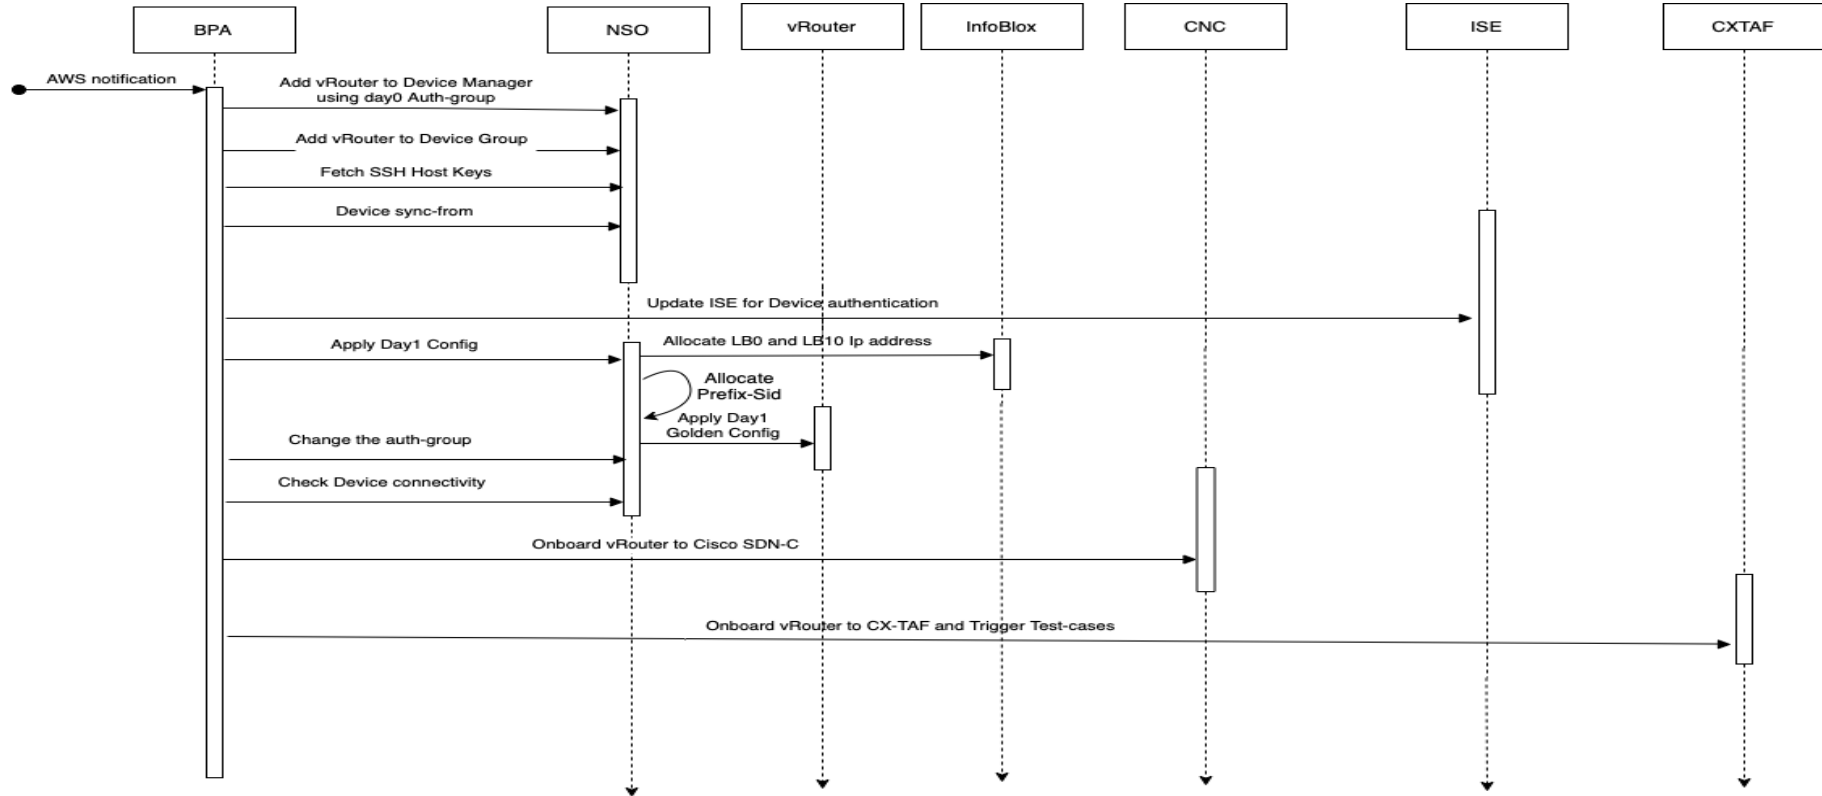 BPA
NSO
vRouter
InfoBlox
CNC
ISE
CXTAF
AWS notification
Add vRouter to Device Manager
using day0 Auth-group
Add vRouter to Device Group
Fetch SSH Host Keys
Device sync-from
Update ISE for Device authentication
Apply Day1 Config
Allocate LB0 and LB10 Ip address
Allocate
Prefix-Sid
Apply Day1
Golden Config
Change the auth-group
Check Device connectivity
Onboard vRouter to Cisco SDN-C
Onboard vRouter to CX-TAF and Trigger Test-cases